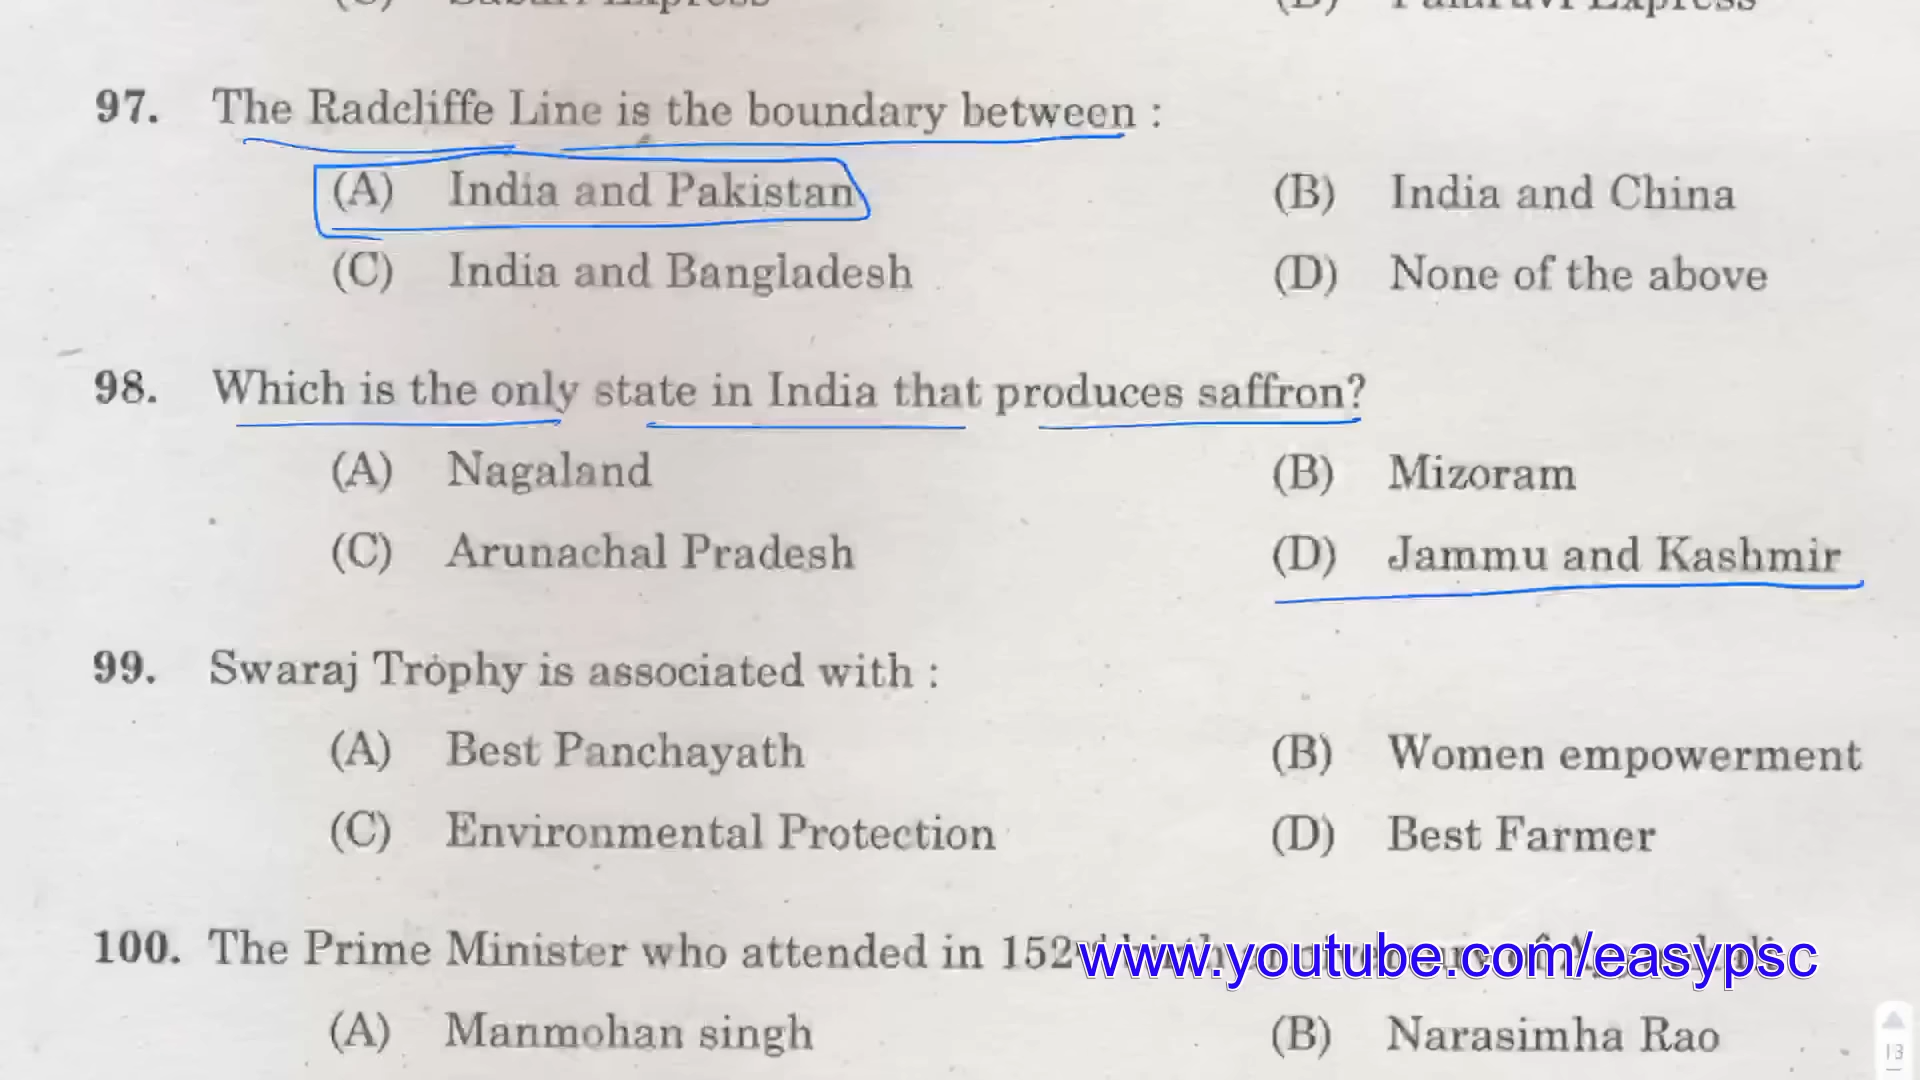 97. The Radcliffe Line is the boundary between :
(A) India and Pakistan (B) India and China
(C) India and Bangladesh (D) None of the above
98. Which is the only state in India that produces saffron?
(A) Nagaland (B) Mizoram
(C) Arunachal Pradesh (D) Jammu and Kashmir
99. Swaraj Trophy is associated with :
(A) Best Panchayath (B) Women empowerment
(C) Environmental Protection (D) Best Farmer
100. The Prime Minister who attended in 152
www.youtube.com/easypsc
(A) Manmohan singh (B) Narasimha Rao
13